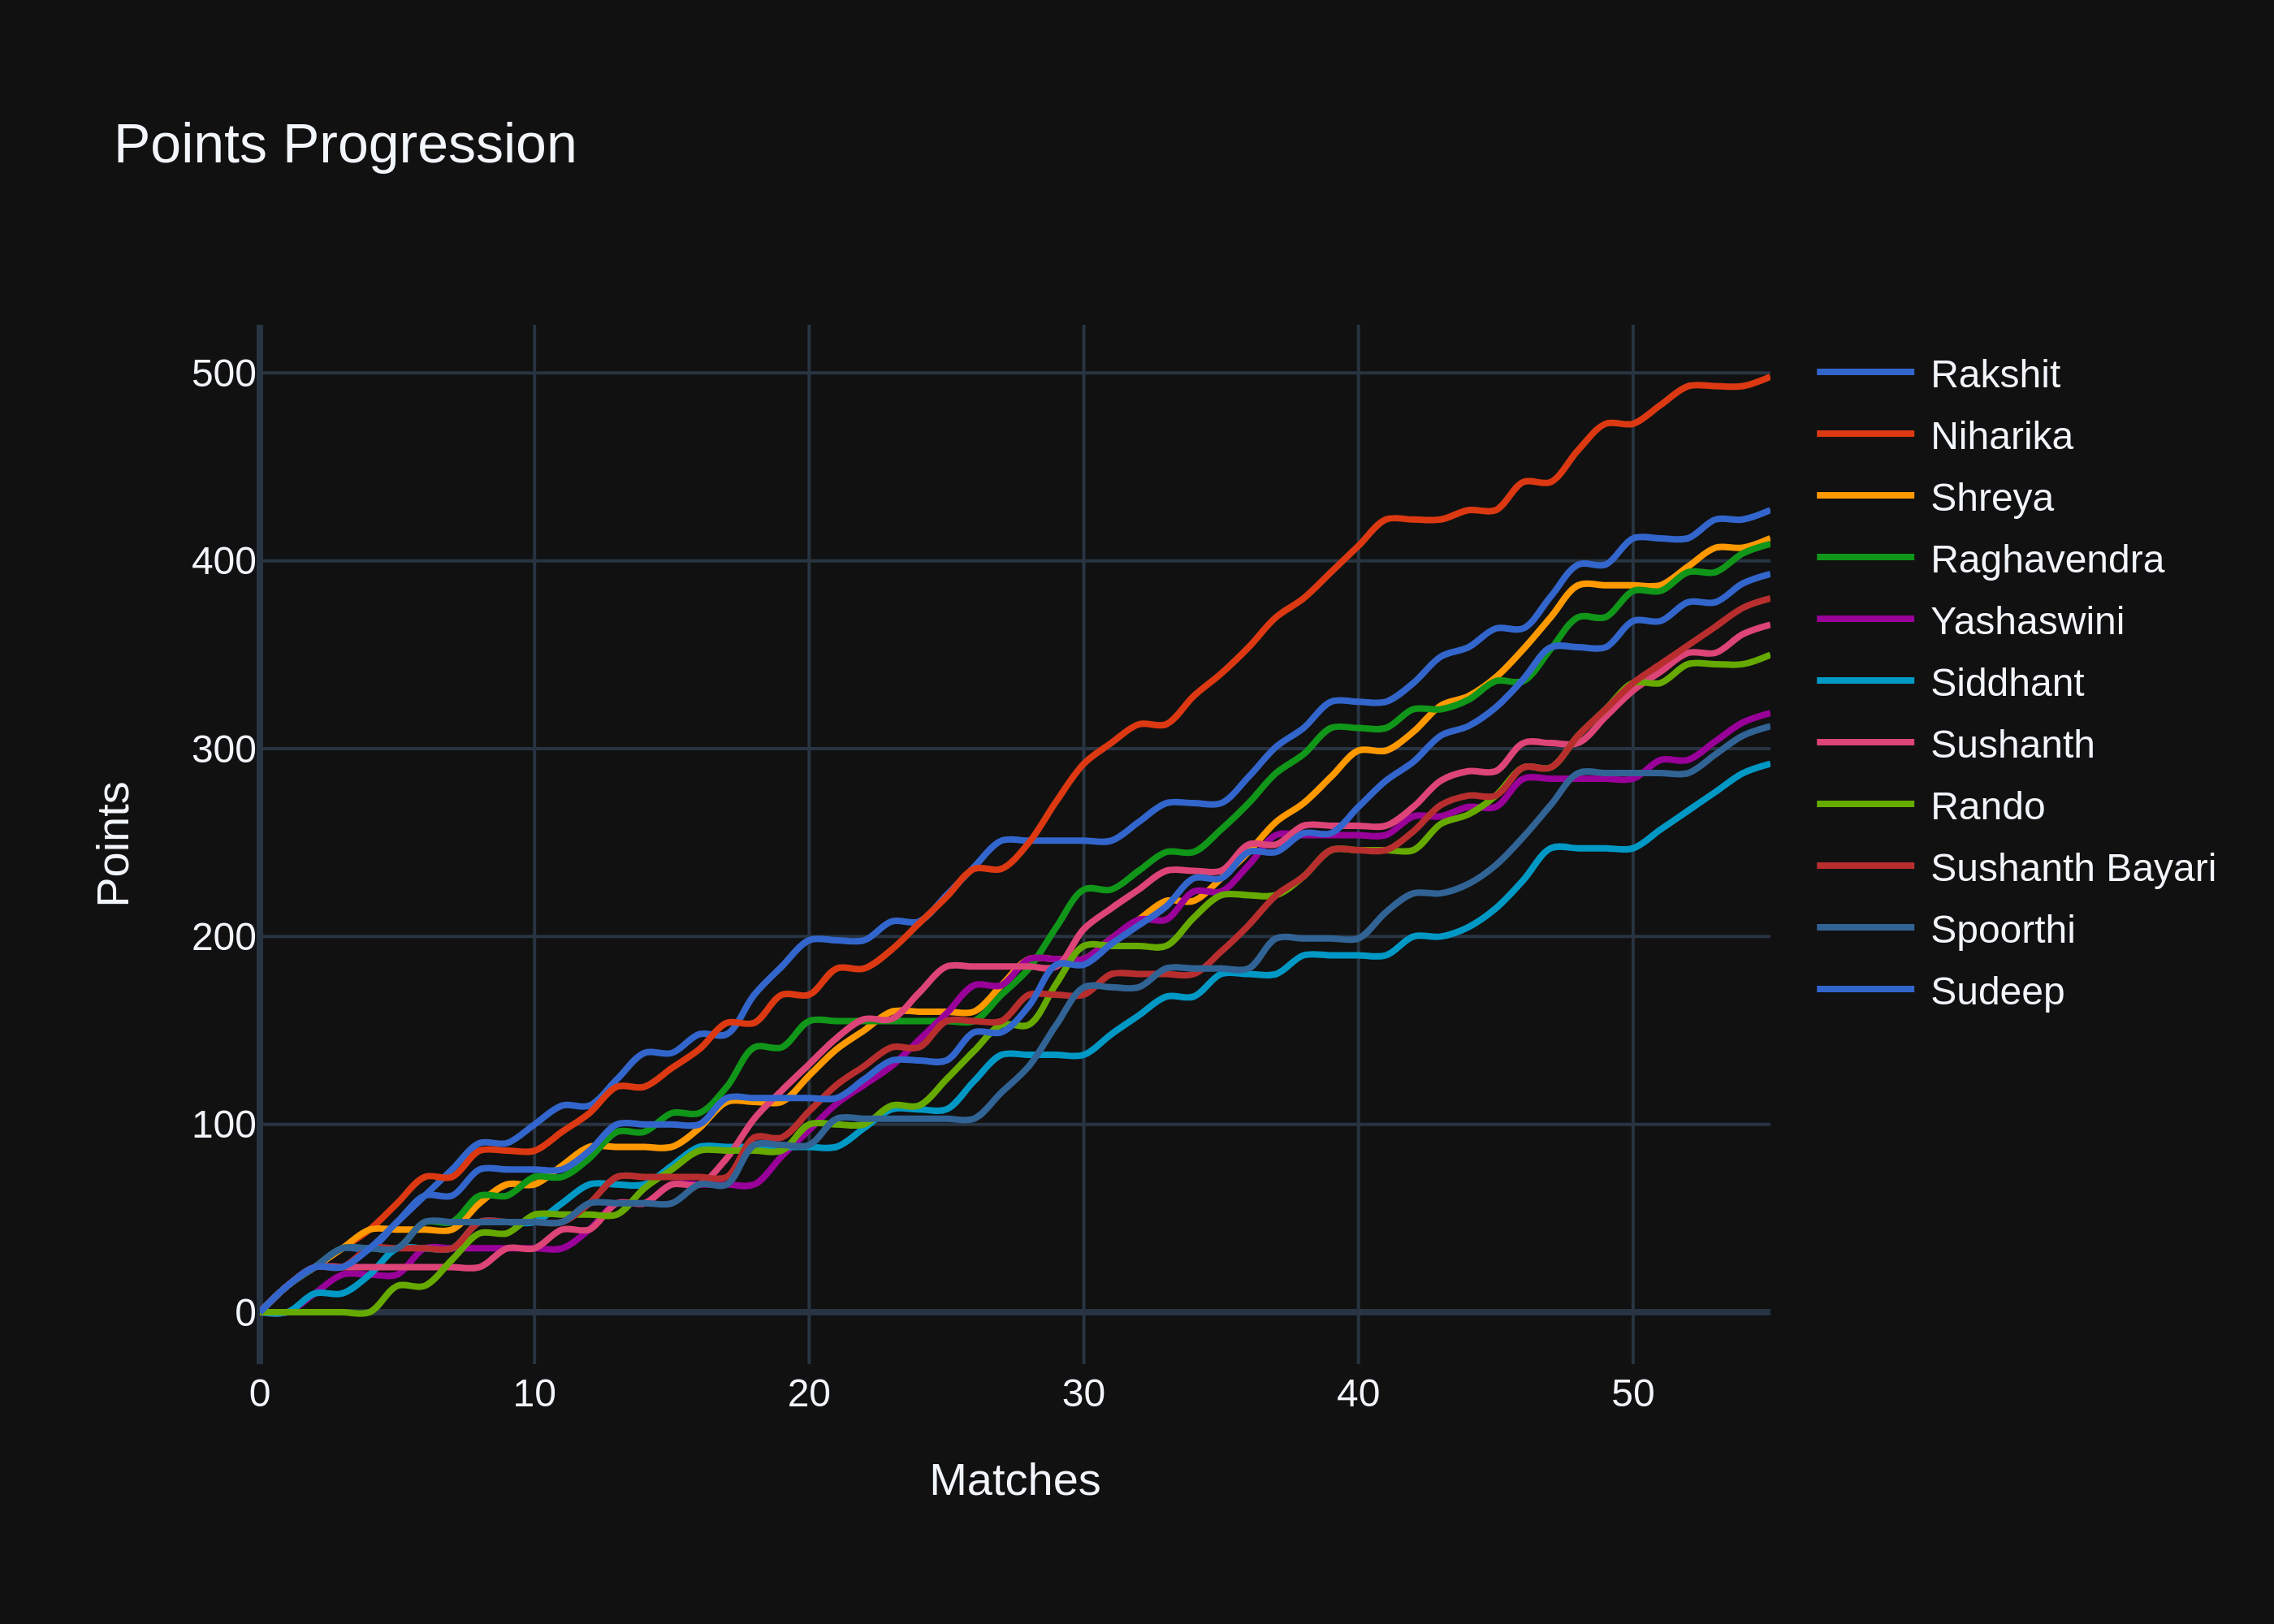 Points Progression
500
400
300
200
100
0
Points
0 10 20 30 40 50
Matches
Rakshit
Niharika
Shreya
Raghavendra
Yashaswini
Siddhant
Sushanth
Rando
Sushanth Bayari
Spoorthi
Sudeep